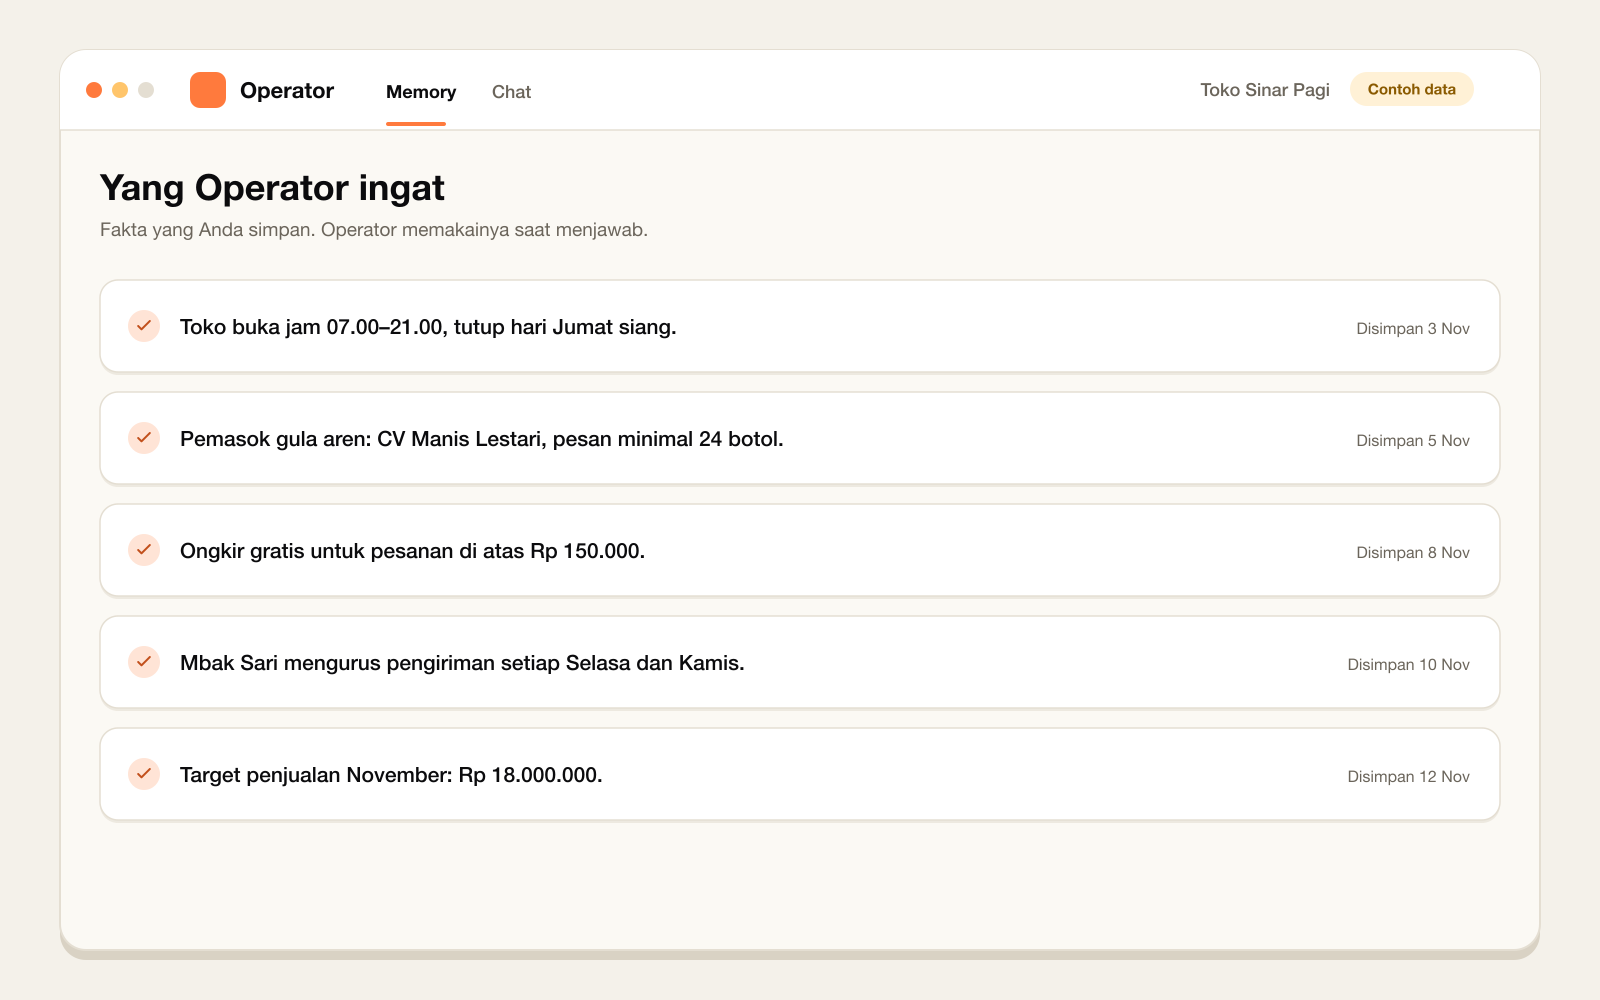 Operator
Memory
Chat
Toko Sinar Pagi
Contoh data
Yang Operator ingat
Fakta yang Anda simpan. Operator memakainya saat menjawab.
Toko buka jam 07.00–21.00, tutup hari Jumat siang.
Disimpan 3 Nov
Pemasok gula aren: CV Manis Lestari, pesan minimal 24 botol.
Disimpan 5 Nov
Ongkir gratis untuk pesanan di atas Rp 150.000.
Disimpan 8 Nov
Mbak Sari mengurus pengiriman setiap Selasa dan Kamis.
Disimpan 10 Nov
Target penjualan November: Rp 18.000.000.
Disimpan 12 Nov